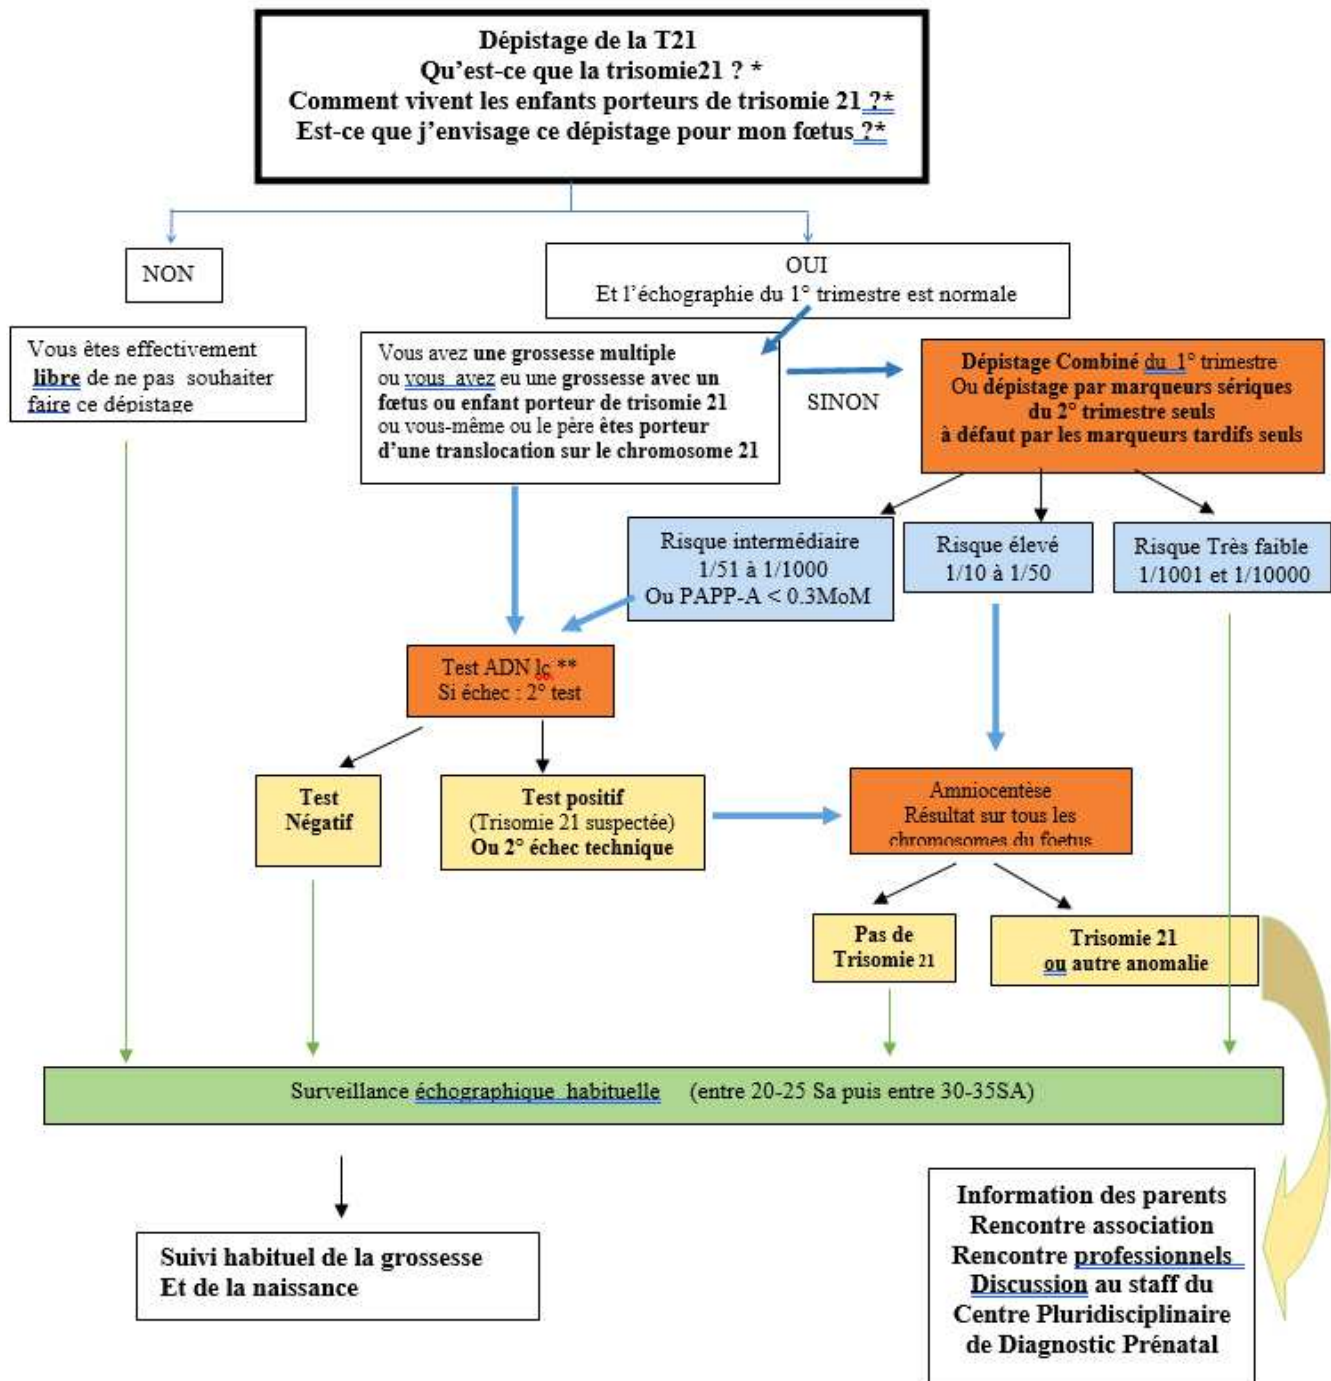 Dépistage de la T21
Qu’est-ce que la trisomie21 ? *
Comment vivent les enfants porteurs de trisomie 21 ?*
Est-ce que j’envisage ce dépistage pour mon fœtus ?*
NON
OUI
Et l’échographie du 1° trimestre est normale
Vous êtes effectivement
libre de ne pas souhaiter
faire ce dépistage
Vous avez une grossesse multiple
ou vous avez eu une grossesse avec un
fœtus ou enfant porteur de trisomie 21
ou vous-même ou le père êtes porteur
d’une translocation sur le chromosome 21
SINON
Dépistage Combiné du 1° trimestre
Ou dépistage par marqueurs sériques
du 2° trimestre seuls
à défaut par les marqueurs tardifs seuls
Risque intermédiaire
1/51 à 1/1000
Ou PAPP-A < 0.3MoM
Risque élevé
1/10 à 1/50
Risque Très faible
1/1001 et 1/10000
Test ADN lc **
Si échec : 2° test
Test
Négatif
Test positif
(Trisomie 21 suspectée)
Ou 2° échec technique
Amniocentèse
Résultat sur tous les
chromosomes du foetus
Pas de
Trisomie 21
Trisomie 21
ou autre anomalie
Surveillance échographique habituelle (entre 20-25 Sa puis entre 30-35SA)
Suivi habituel de la grossesse
Et de la naissance
Information des parents
Rencontre association
Rencontre professionnels
Discussion au staff du
Centre Pluridisciplinaire
de Diagnostic Prénatal